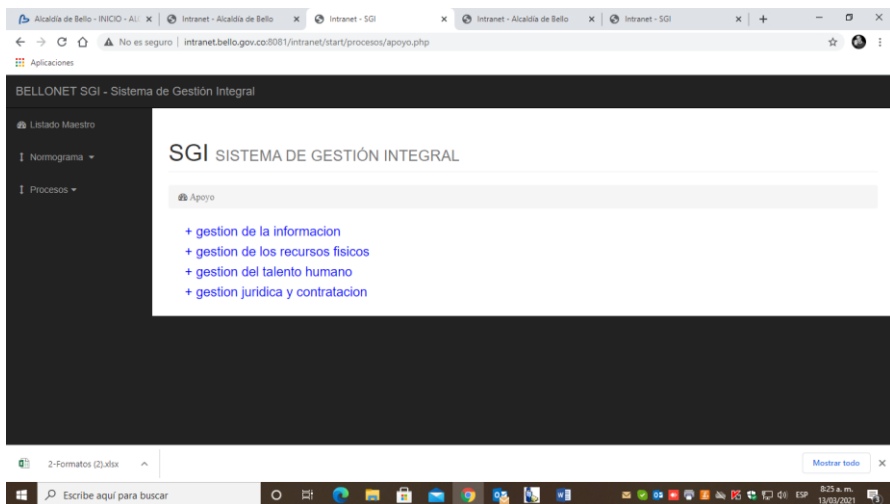 Alcaldía de Bello - INICIO - AL
Intranet - Alcaldía de Bello
Intranet - SGI
Intranet - Alcaldía de Bello
Intranet - SGI
No es seguro | intranet.bello.gov.co:8081/intranet/start/procesos/apoyo.php
Aplicaciones
BELLONET SGI - Sistema de Gestión Integral
Listado Maestro
Normograma
Procesos
SGI SISTEMA DE GESTIÓN INTEGRAL
Apoyo
+ gestion de la informacion
+ gestion de los recursos fisicos
+ gestion del talento humano
+ gestion juridica y contratacion
2-Formatos (2).xlsx
Mostrar todo
Escribe aquí para buscar
ESP
8:25 a. m.
13/03/2021